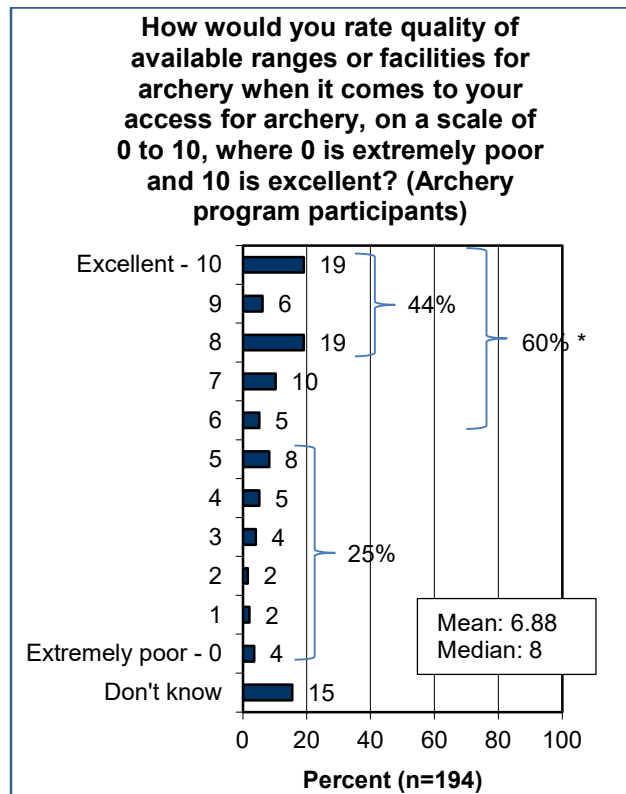 How would you rate quality of
available ranges or facilities for
archery when it comes to your
access for archery, on a scale of
0 to 10, where 0 is extremely poor
and 10 is excellent? (Archery
program participants)
Excellent - 10 19
9 6 44%
8 19 60% *
7 10
6 5
5 8
4 5
3 4 25%
2 2
1 2
Extremely poor - 0 4
Don't know 15
Mean: 6.88
Median: 8
0 20 40 60 80 100
Percent (n=194)